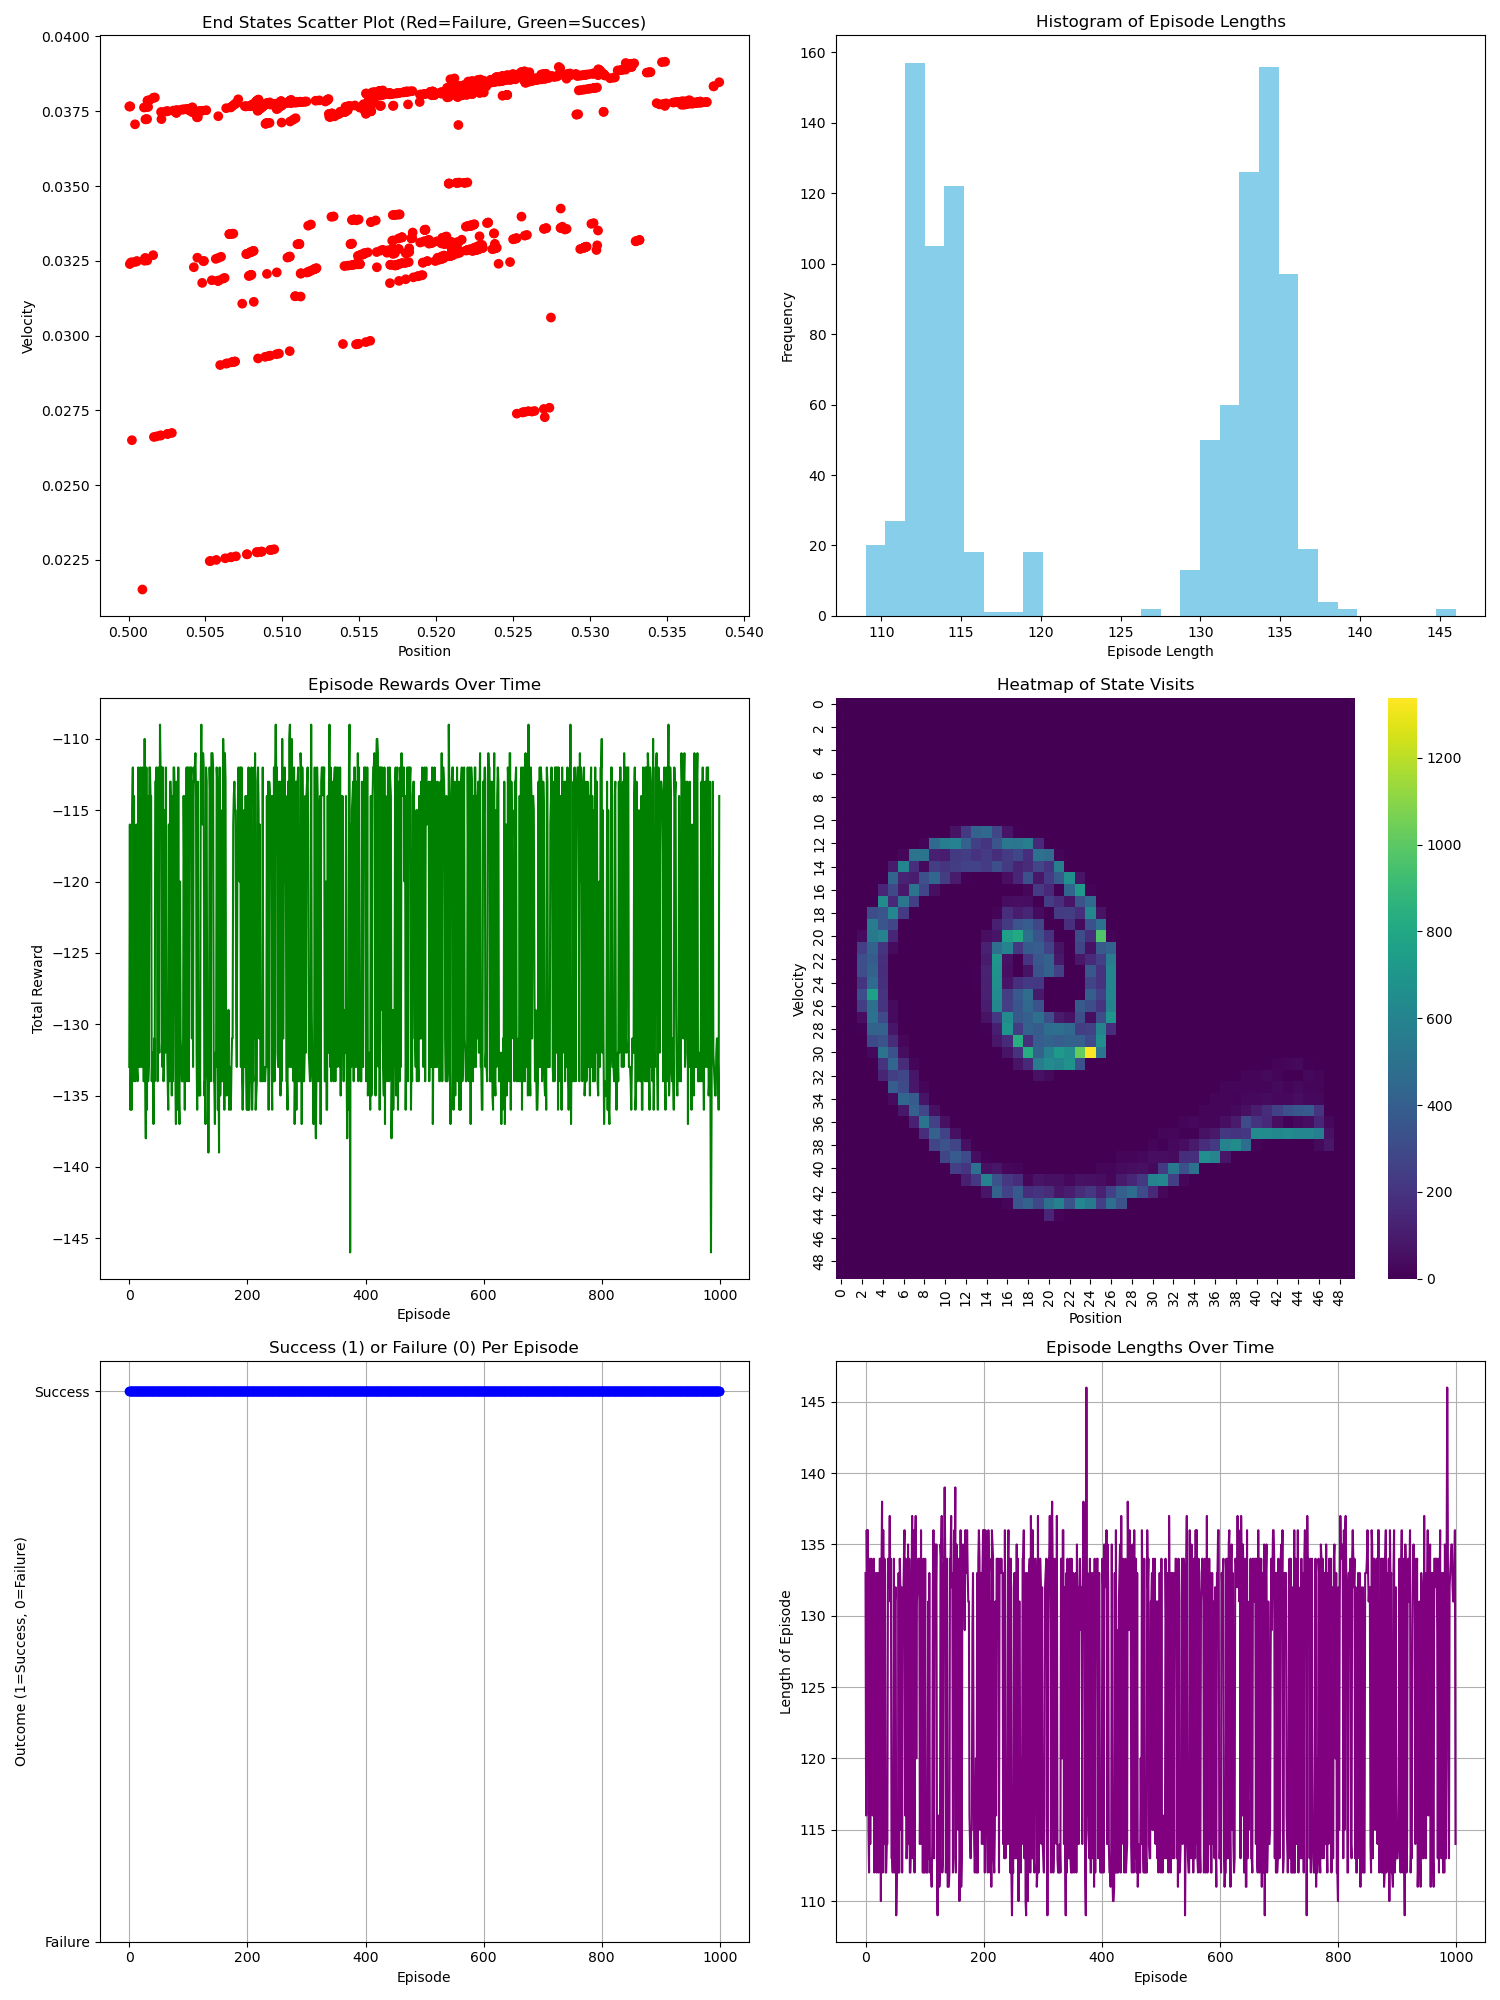 End States Scatter Plot (Red=Failure, Green=Succes)
0.0400
0.0375
0.0350
0.0325
0.0300
0.0275
0.0250
0.0225
Velocity
0.500 0.505 0.510 0.515 0.520 0.525 0.530 0.535 0.540
Position
Histogram of Episode Lengths
160
140
120
100
80
60
40
20
0
Frequency
110 115 120 125 130 135 140 145
Episode Length
Episode Rewards Over Time
−110
−115
−120
−125
−130
−135
−140
−145
Total Reward
0 200 400 600 800 1000
Episode
Heatmap of State Visits
0
2
4
6
8
10
12
14
16
18
20
22
24
26
28
30
32
34
36
38
40
42
44
46
48
Velocity
0 2 4 6 8 10 12 14 16 18 20 22 24 26 28 30 32 34 36 38 40 42 44 46 48
Position
1200
1000
800
600
400
200
0
Success (1) or Failure (0) Per Episode
Success
Failure
Outcome (1=Success, 0=Failure)
0 200 400 600 800 1000
Episode
Episode Lengths Over Time
145
140
135
130
125
120
115
110
Length of Episode
0 200 400 600 800 1000
Episode